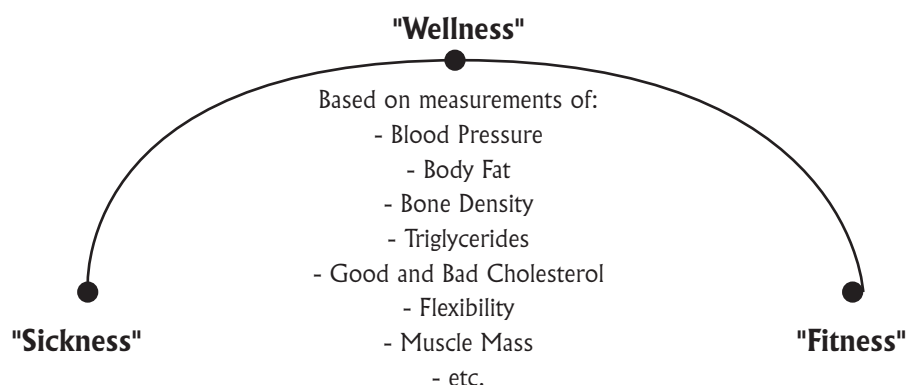 "Wellness"
Based on measurements of:
- Blood Pressure
- Body Fat
- Bone Density
- Triglycerides
- Good and Bad Cholesterol
- Flexibility
- Muscle Mass
- etc.
"Sickness"
"Fitness"